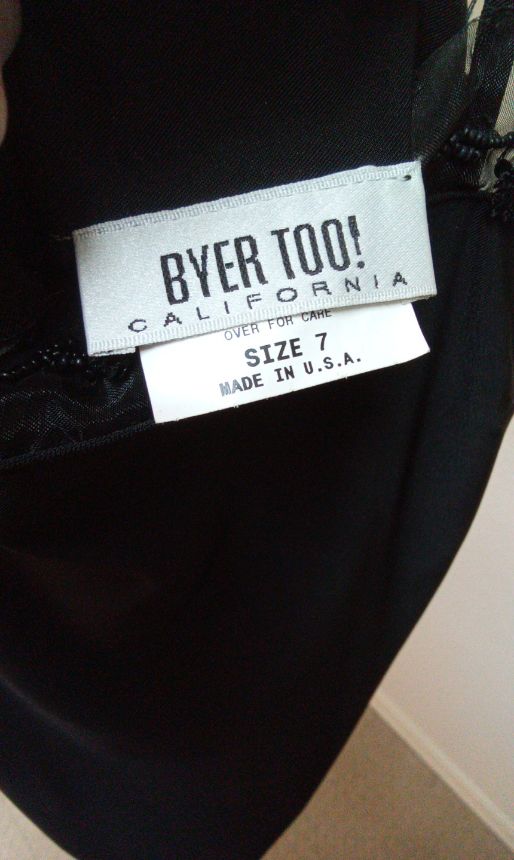 BYER TOO!
CALIFORNIA
OVER FOR CARE
SIZE 7
MADE IN U.S.A.